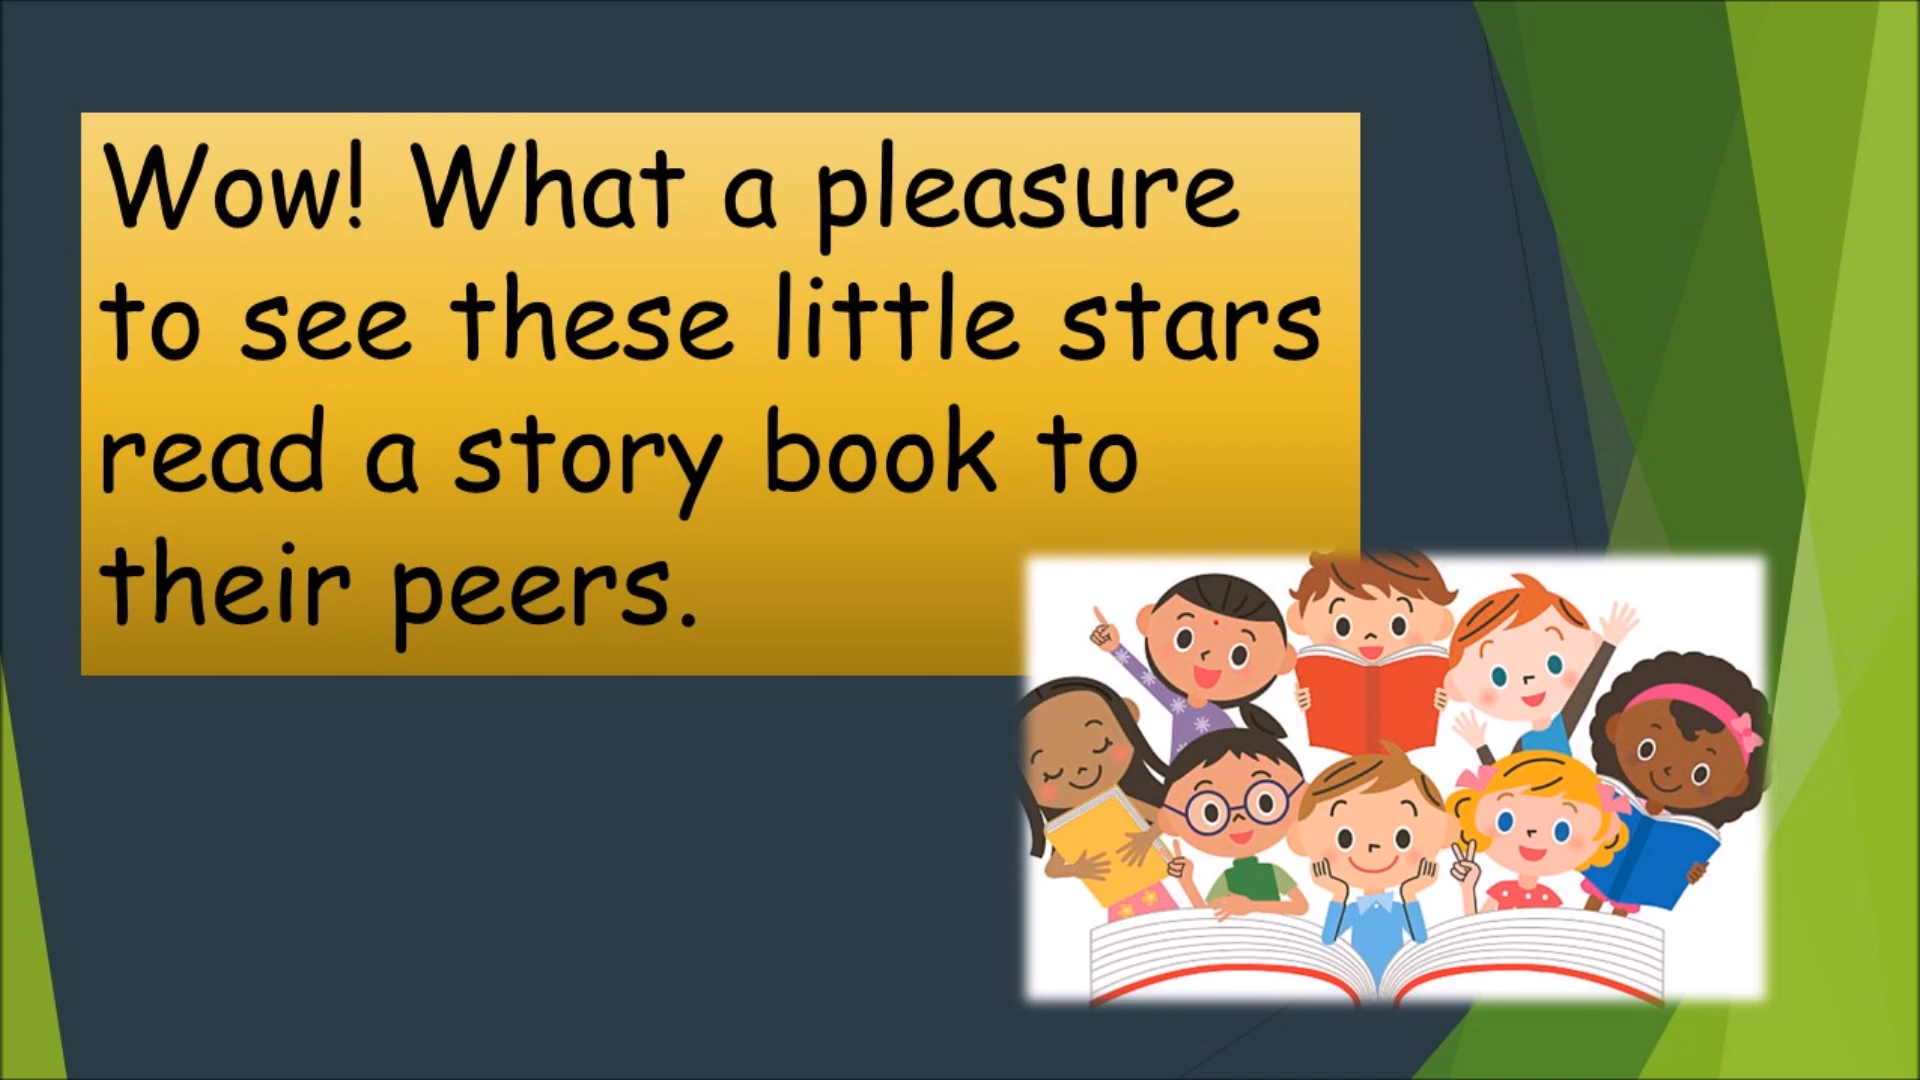 Wow! What a pleasure
to see these little stars
read a story book to
their peers.